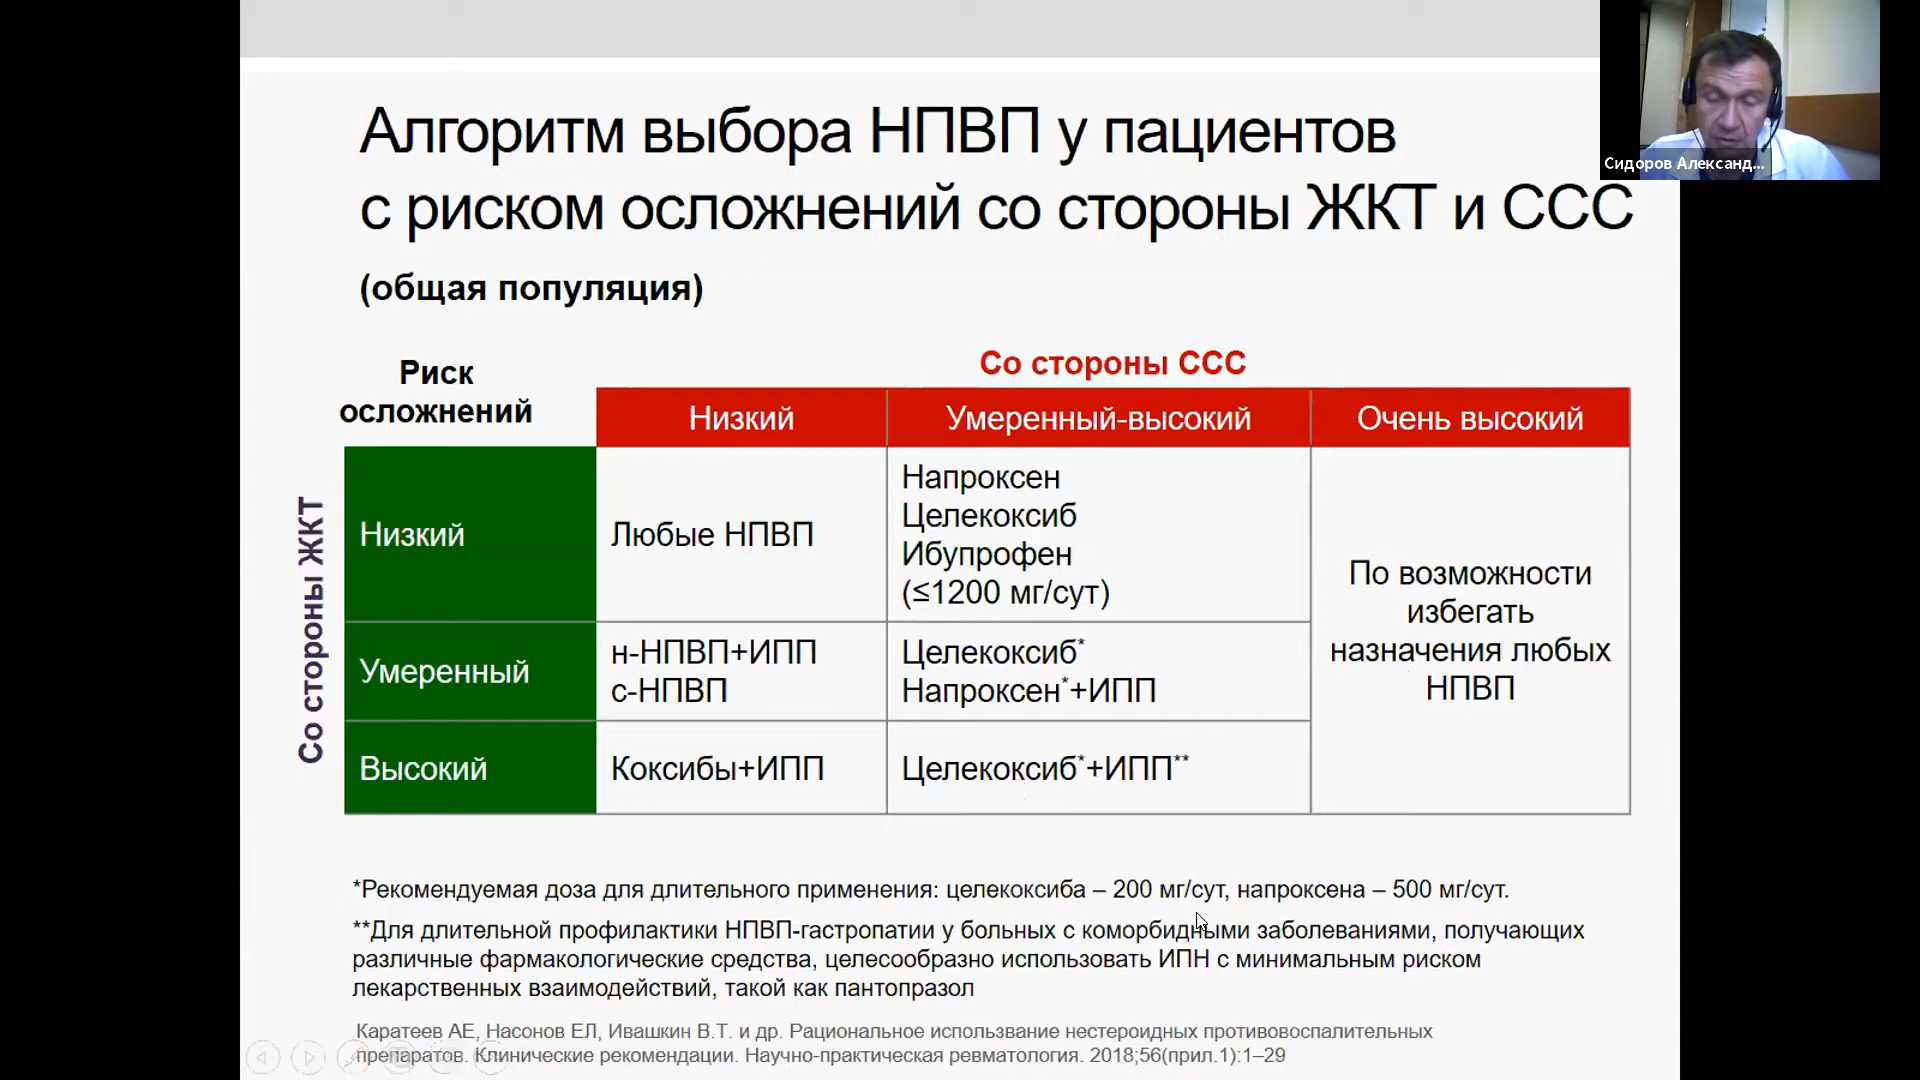 Алгоритм выбора НПВП у пациентов
с риском осложнений со стороны ЖКТ и ССС
(общая популяция)
Сидоров Александ...
Риск
осложнений
Со стороны ССС
Низкий
Умеренный-высокий
Очень высокий
Со стороны ЖКТ
Низкий
Любые НПВП
Напроксен
Целекоксиб
Ибупрофен
(≤1200 мг/сут)
По возможности
избегать
назначения любых
НПВП
Умеренный
н-НПВП+ИПП
с-НПВП
Целекоксиб*
Напроксен*+ИПП
Высокий
Коксибы+ИПП
Целекоксиб*+ИПП**
*Рекомендуемая доза для длительного применения: целекоксиба – 200 мг/сут, напроксена – 500 мг/сут.
**Для длительной профилактики НПВП-гастропатии у больных с коморбидными заболеваниями, получающих
различные фармакологические средства, целесообразно использовать ИПН с минимальным риском
лекарственных взаимодействий, такой как пантопразол
Каратеев АЕ, Насонов ЕЛ, Ивашкин В.Т. и др. Рациональное использвание нестероидных противовоспалительных
препаратов. Клинические рекомендации. Научно-практическая ревматология. 2018;56(прил.1):1–29